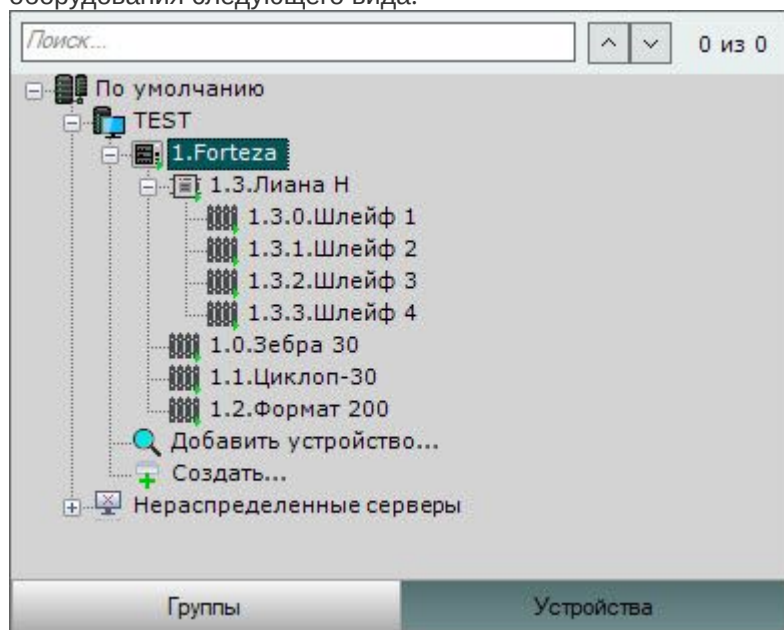 оборудования следующего вида:
Поиск...
0 из 0
По умолчанию
TEST
1.Forteza
1.3.Лиана Н
1.3.0.Шлейф 1
1.3.1.Шлейф 2
1.3.2.Шлейф 3
1.3.3.Шлейф 4
1.0.Зебра 30
1.1.Циклоп-30
1.2.Формат 200
Добавить устройство...
Создать...
Нераспределенные серверы
Группы
Устройства